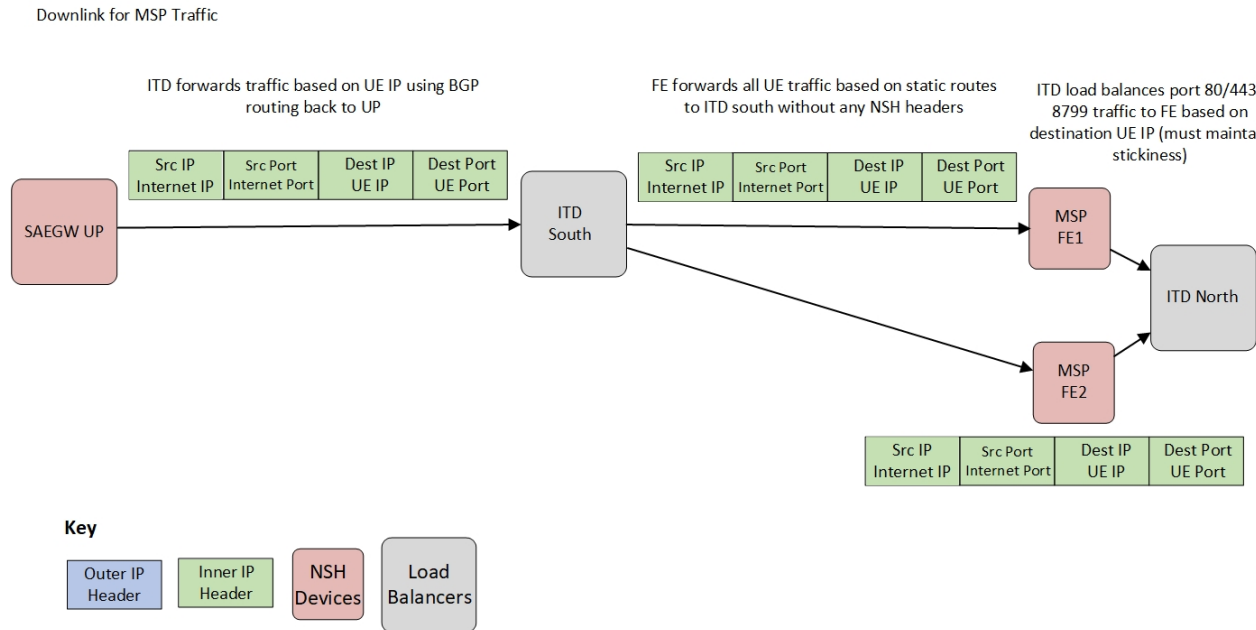 Downlink for MSP Traffic
ITD forwards traffic based on UE IP using BGP
routing back to UP
FE forwards all UE traffic based on static routes
to ITD south without any NSH headers
ITD load balances port 80/443
8799 traffic to FE based on
destination UE IP (must mainta
stickiness)
Src IP
Internet IP
Src Port
Internet Port
Dest IP
UE IP
Dest Port
UE Port
Src IP
Internet IP
Src Port
Internet Port
Dest IP
UE IP
Dest Port
UE Port
SAEGW UP
ITD
South
MSP
FE1
ITD North
MSP
FE2
Src IP
Internet IP
Src Port
Internet Port
Dest IP
UE IP
Dest Port
UE Port
Key
Outer IP
Header
Inner IP
Header
NSH
Devices
Load
Balancers